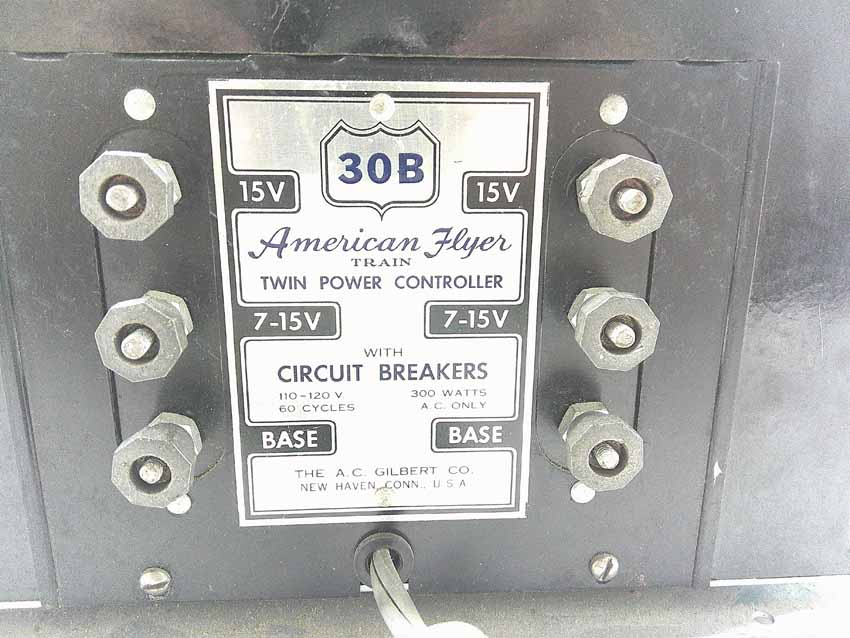 30B
15V 15V
American Flyer
TRAIN
TWIN POWER CONTROLLER
7-15V 7-15V
WITH
CIRCUIT BREAKERS
110-120 V 300 WATTS
60 CYCLES A.C. ONLY
BASE BASE
THE A.C. GILBERT CO.
NEW HAVEN, CONN., U.S A